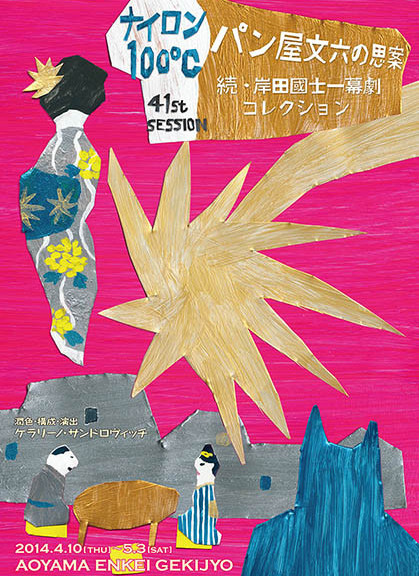 ナイロン
100℃
41st
SESSION
パン屋文六の思案
続・岸田國士一幕劇
コレクション
潤色・構成・演出
ケラリーノ・サンドロヴィッチ
2014.4.10[THU]―5.3[SAT]
AOYAMA ENKEI GEKIJYO